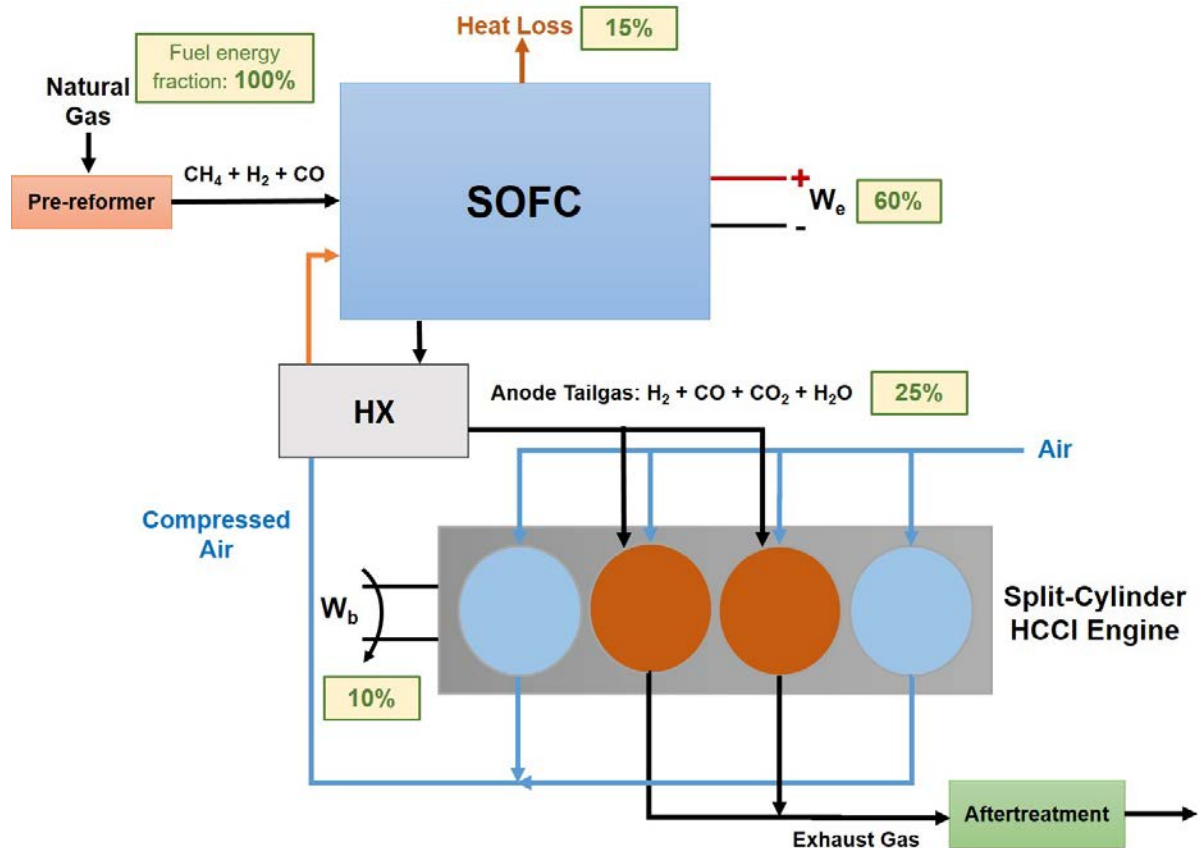 Heat Loss
15%
Fuel energy
fraction: 100%
Natural
Gas
Pre-reformer
CH₄ + H₂ + CO
SOFC
+
Wₑ
-
60%
HX
Anode Tailgas: H₂ + CO + CO₂ + H₂O
25%
Air
Compressed
Air
W_b
10%
Split-Cylinder
HCCI Engine
Exhaust Gas
Aftertreatment